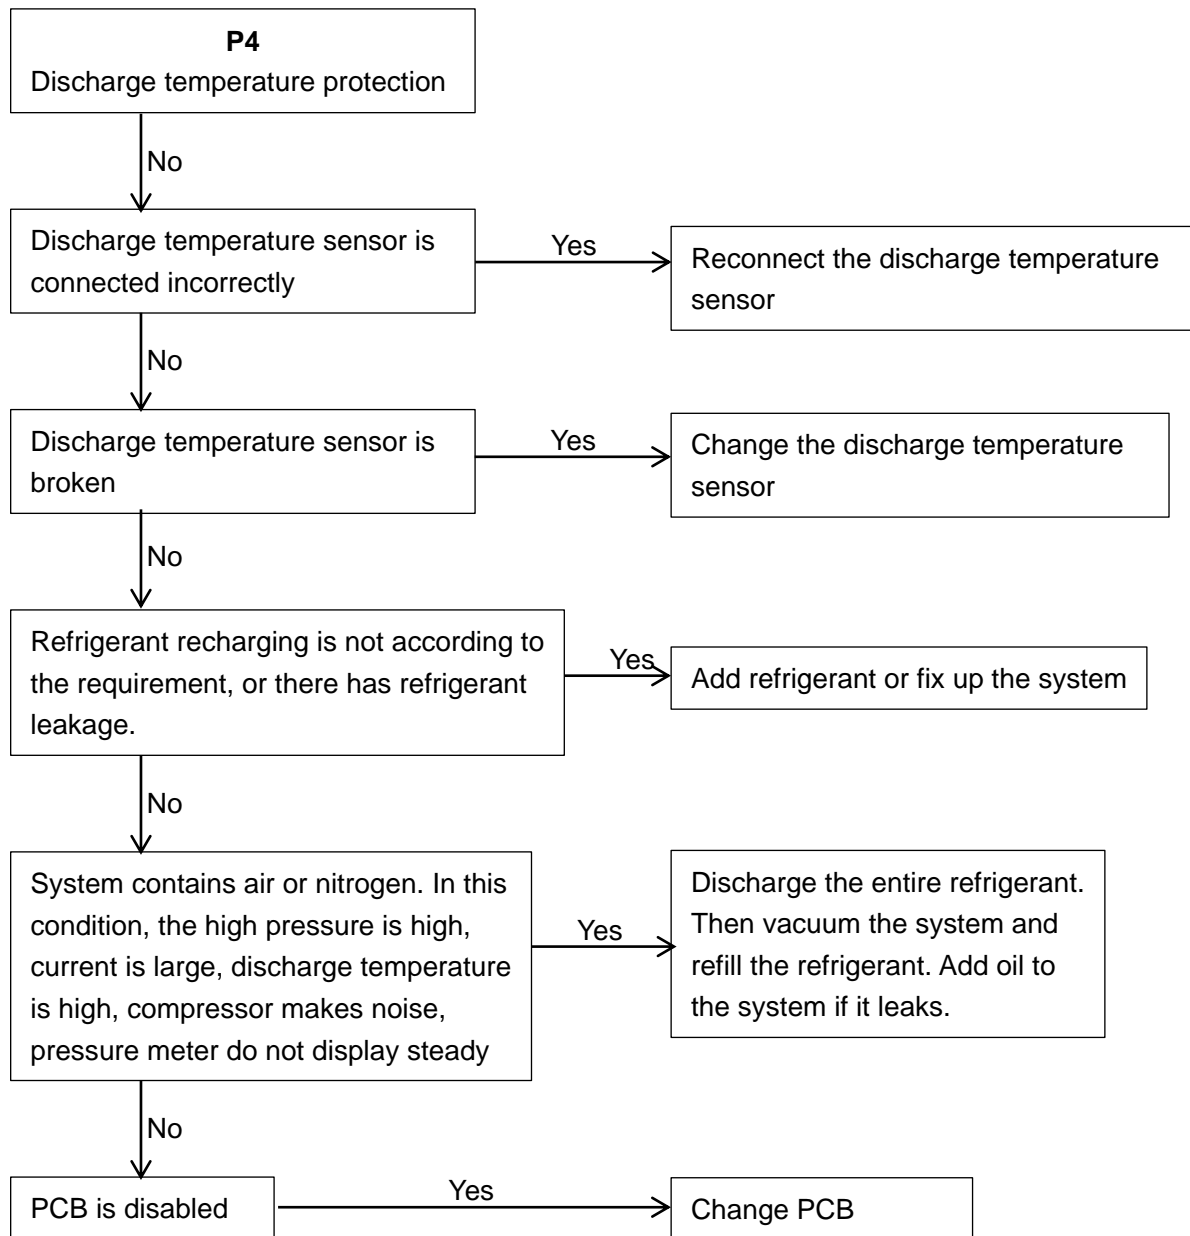 P4
Discharge temperature protection
No
Discharge temperature sensor is
connected incorrectly
Yes
Reconnect the discharge temperature
sensor
No
Discharge temperature sensor is
broken
Yes
Change the discharge temperature
sensor
No
Refrigerant recharging is not according to
the requirement, or there has refrigerant
leakage.
Yes
Add refrigerant or fix up the system
No
System contains air or nitrogen. In this
condition, the high pressure is high,
current is large, discharge temperature
is high, compressor makes noise,
pressure meter do not display steady
Yes
Discharge the entire refrigerant.
Then vacuum the system and
refill the refrigerant. Add oil to
the system if it leaks.
No
PCB is disabled
Yes
Change PCB